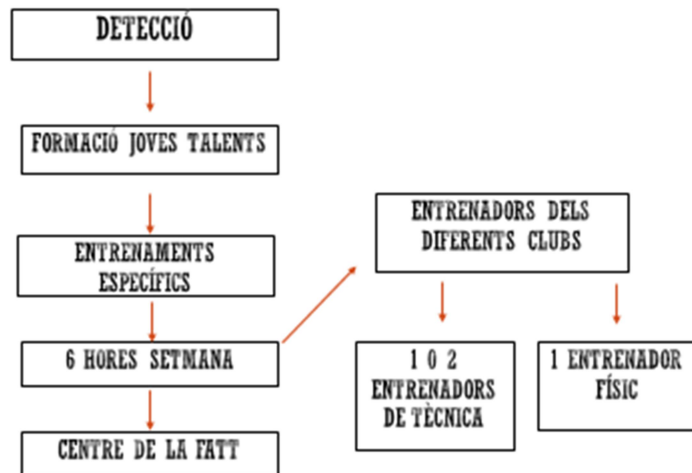 DETECCIÓ
FORMACIÓ JOVES TALENTS
ENTRENAMENTS
ESPECÍFICS
6 HORES SETMANA
CENTRE DE LA FATT
ENTRENADORS DELS
DIFERENTS CLUBS
1 O 2
ENTRENADORS
DE TÈCNICA
1 ENTRENADOR
FÍSIC